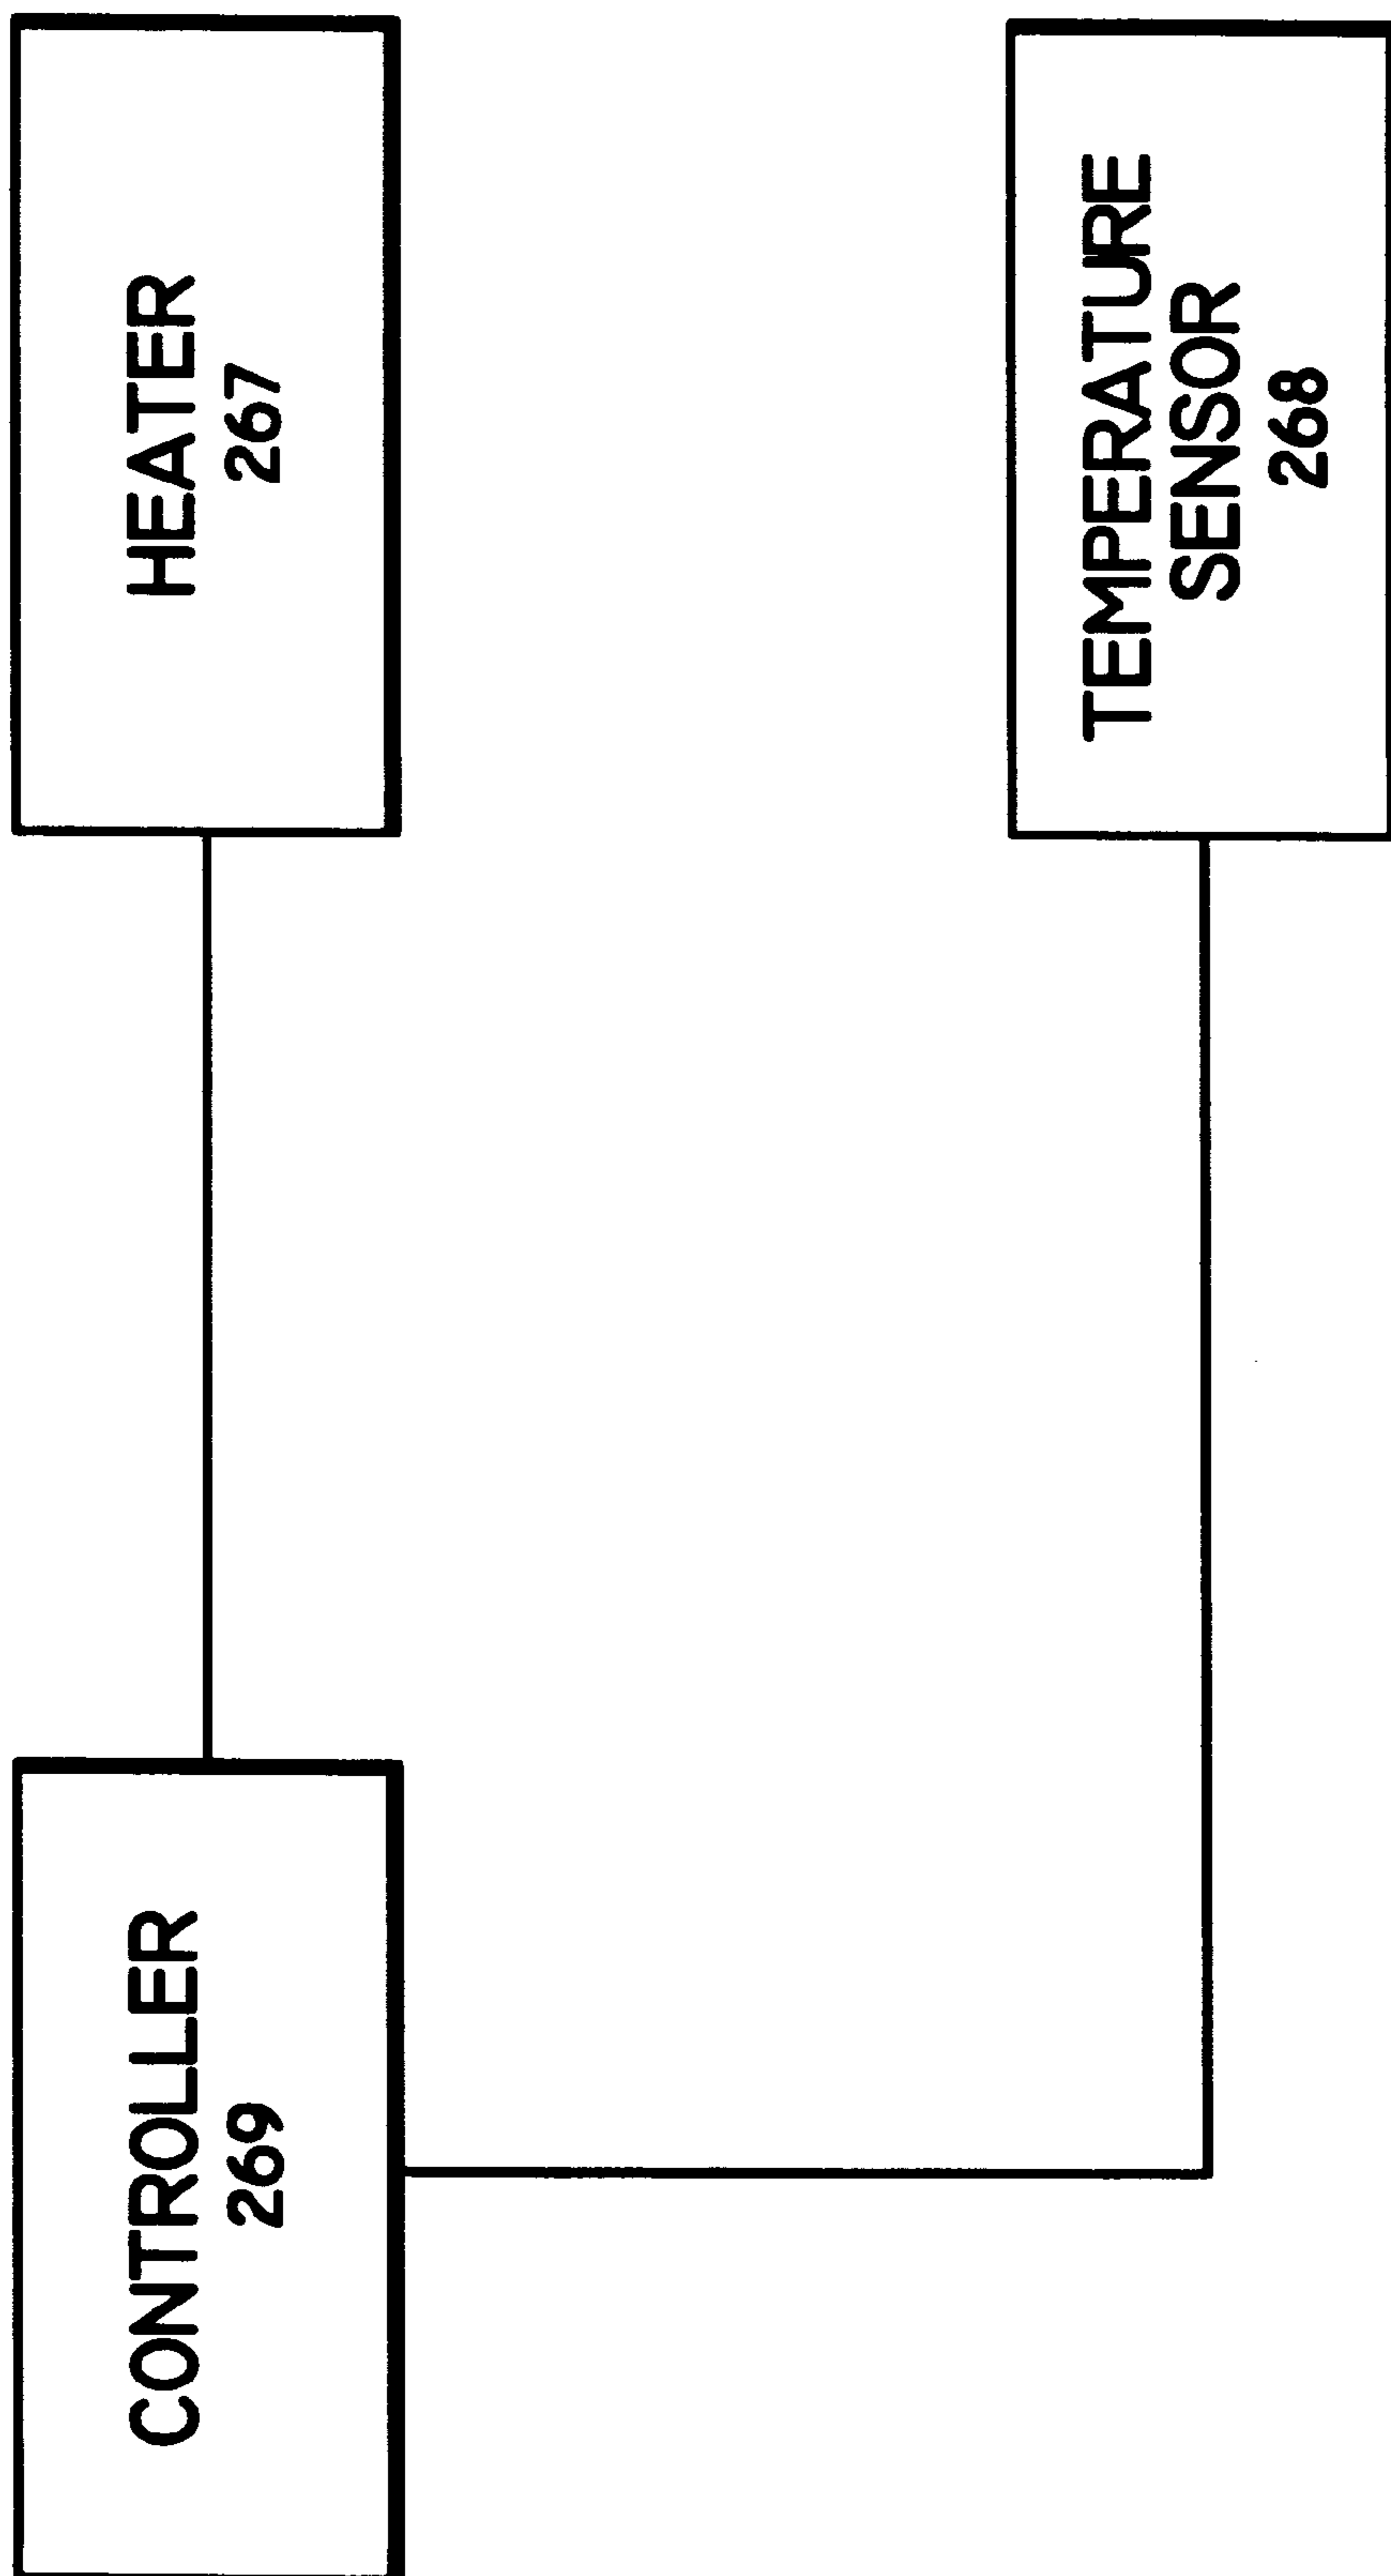 CONTROLLER
269
HEATER
267
TEMPERATURE
SENSOR
268